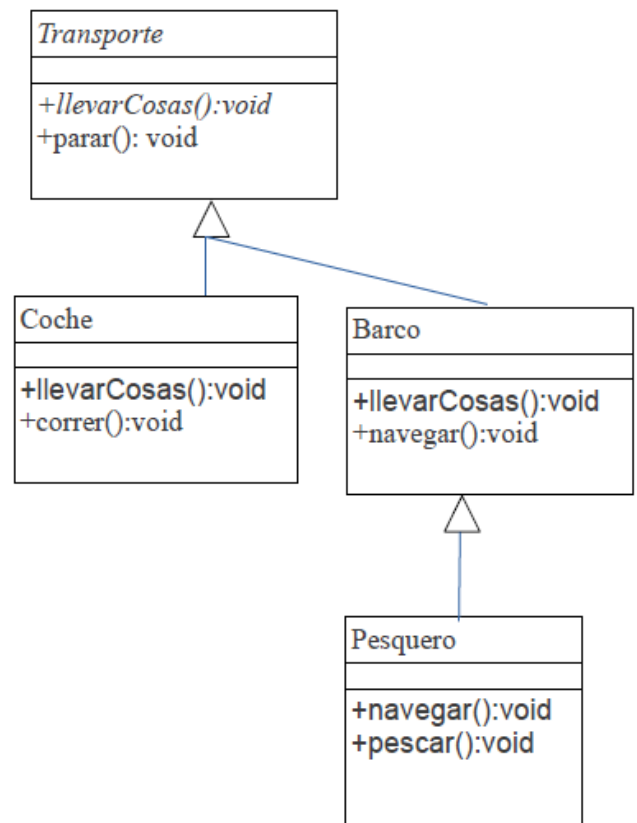 Transporte
+llevarCosas():void
+parar(): void
Coche
+llevarCosas():void
+correr():void
Barco
+llevarCosas():void
+navegar():void
Pesquero
+navegar():void
+pescar():void